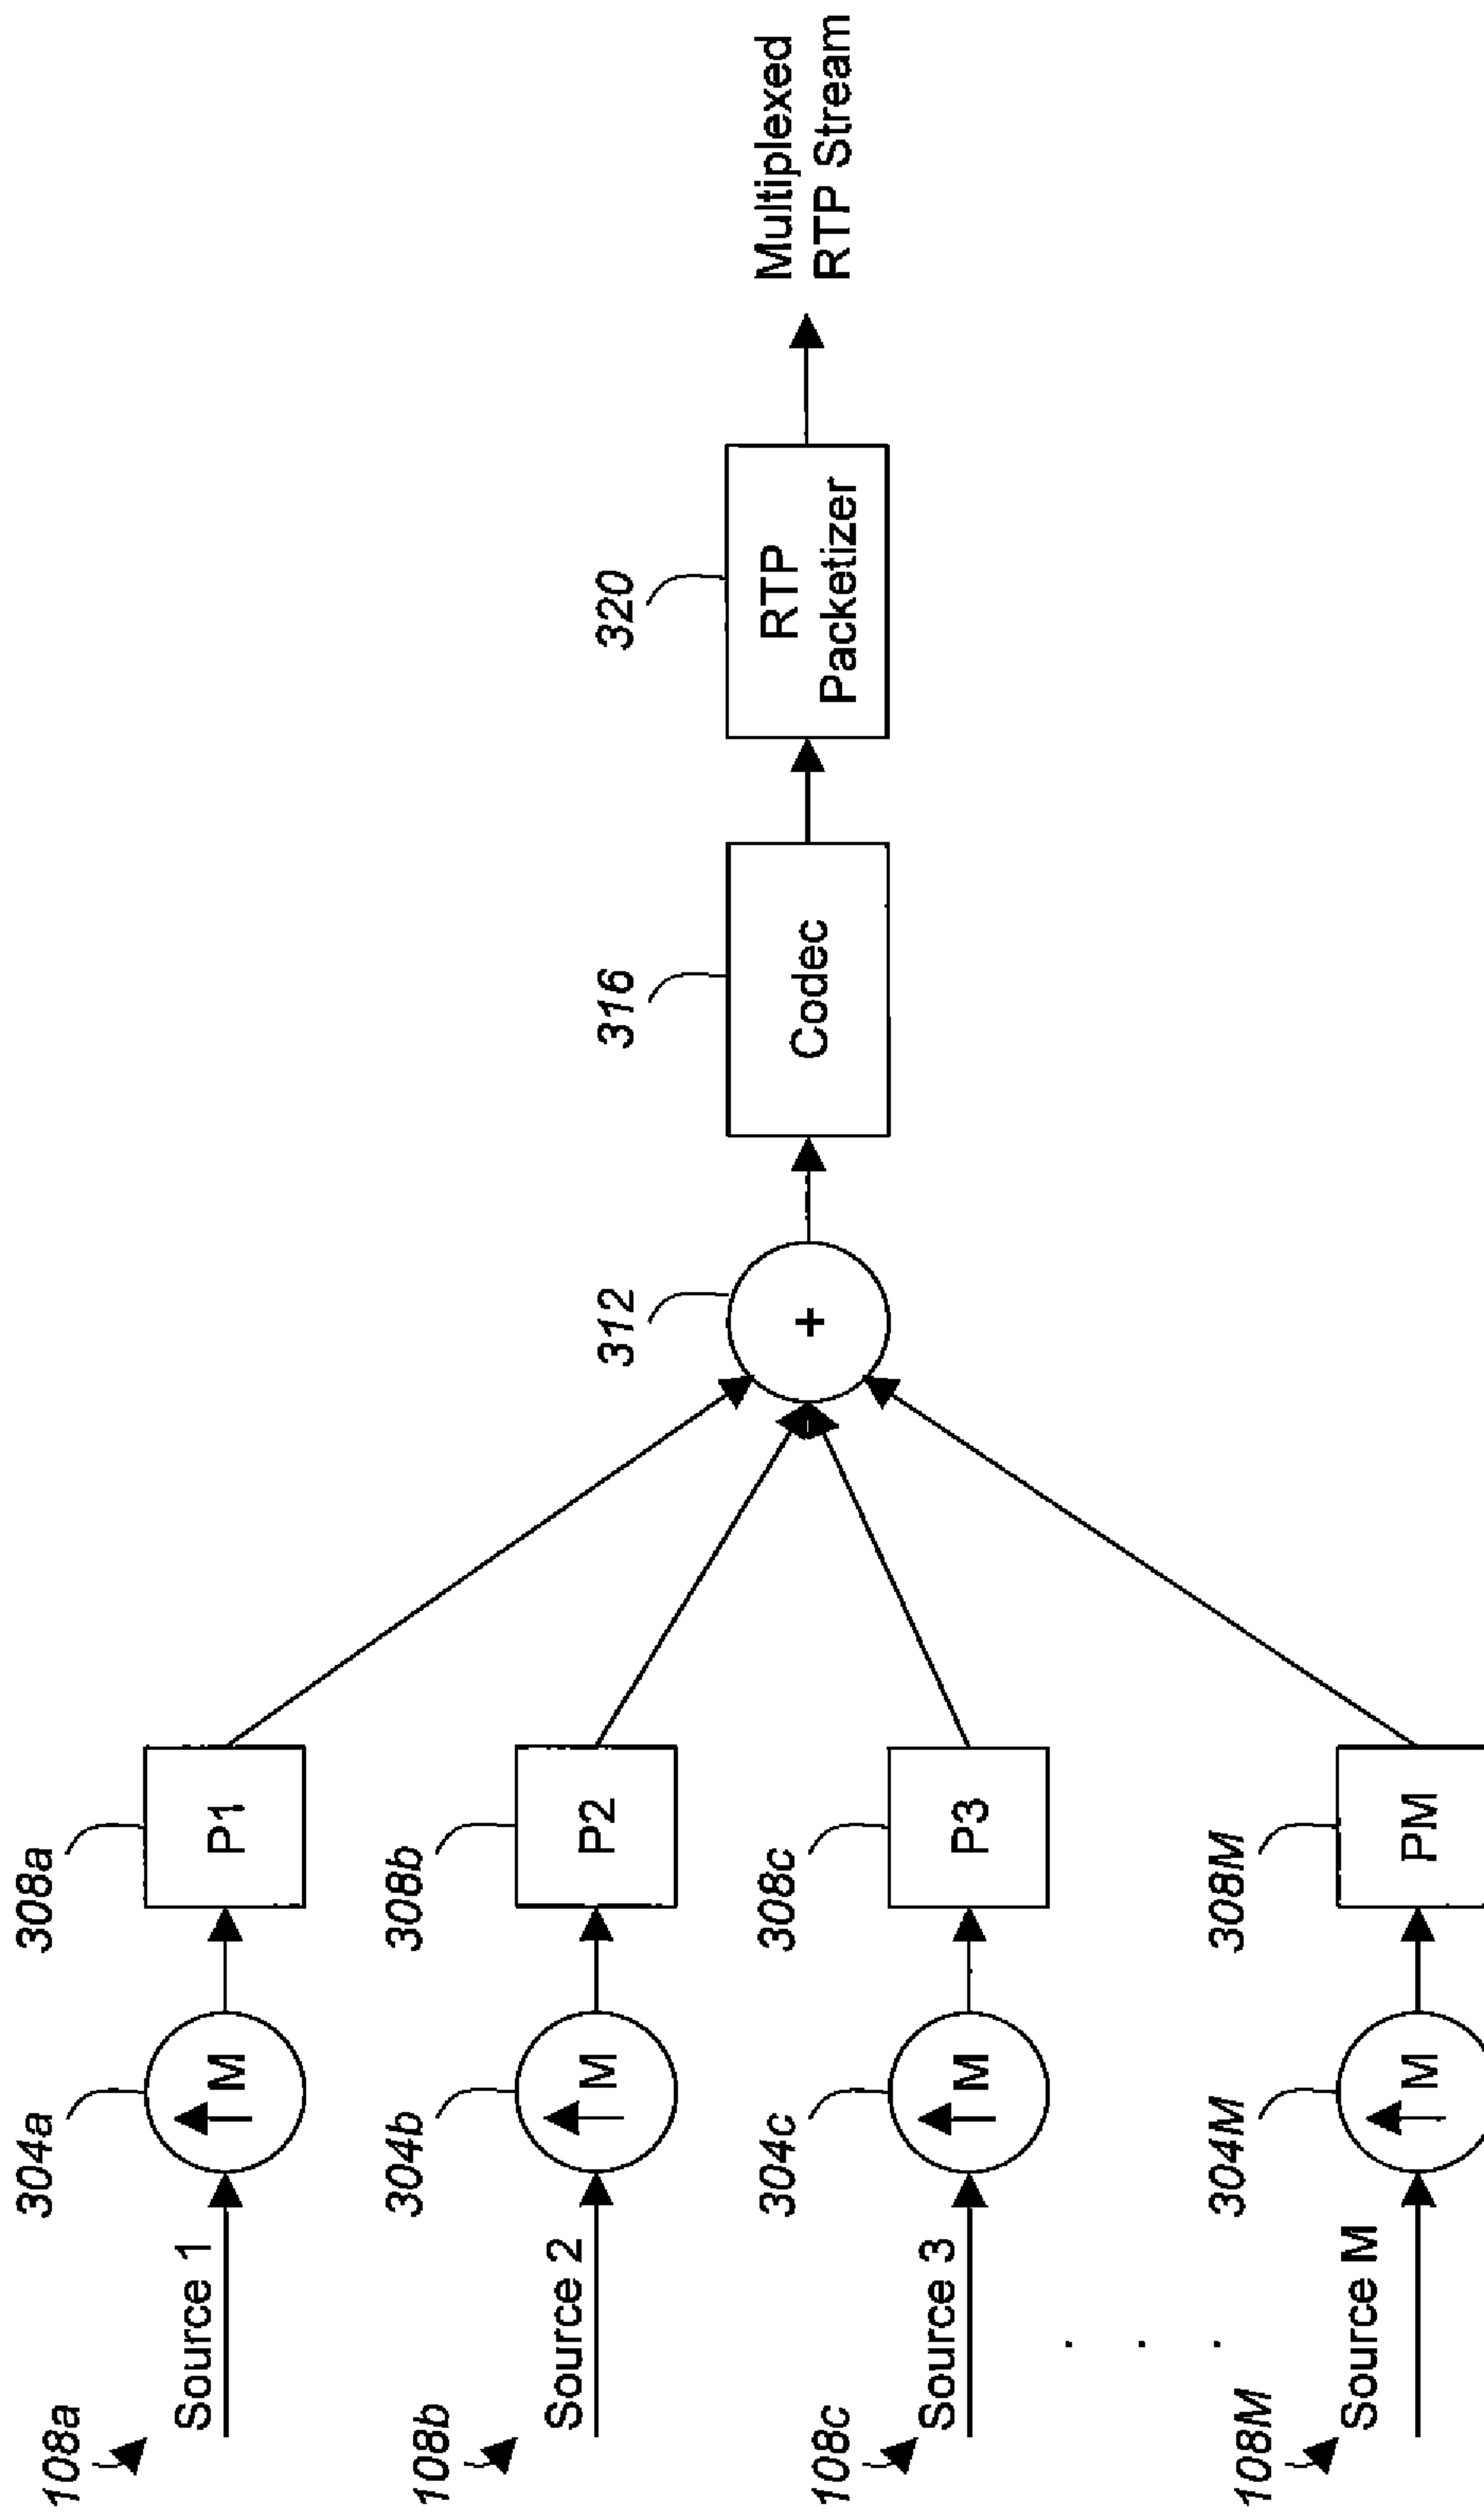 108a
Source 1
304a
↑ M
308a
P1
108b
Source 2
304b
↑ M
308b
P2
108c
Source 3
304c
↑ M
308c
P3
. . .
108M
Source M
304M
↑ M
308M
PM
312
+
316
Codec
320
RTP
Packetizer
Multiplexed
RTP Stream